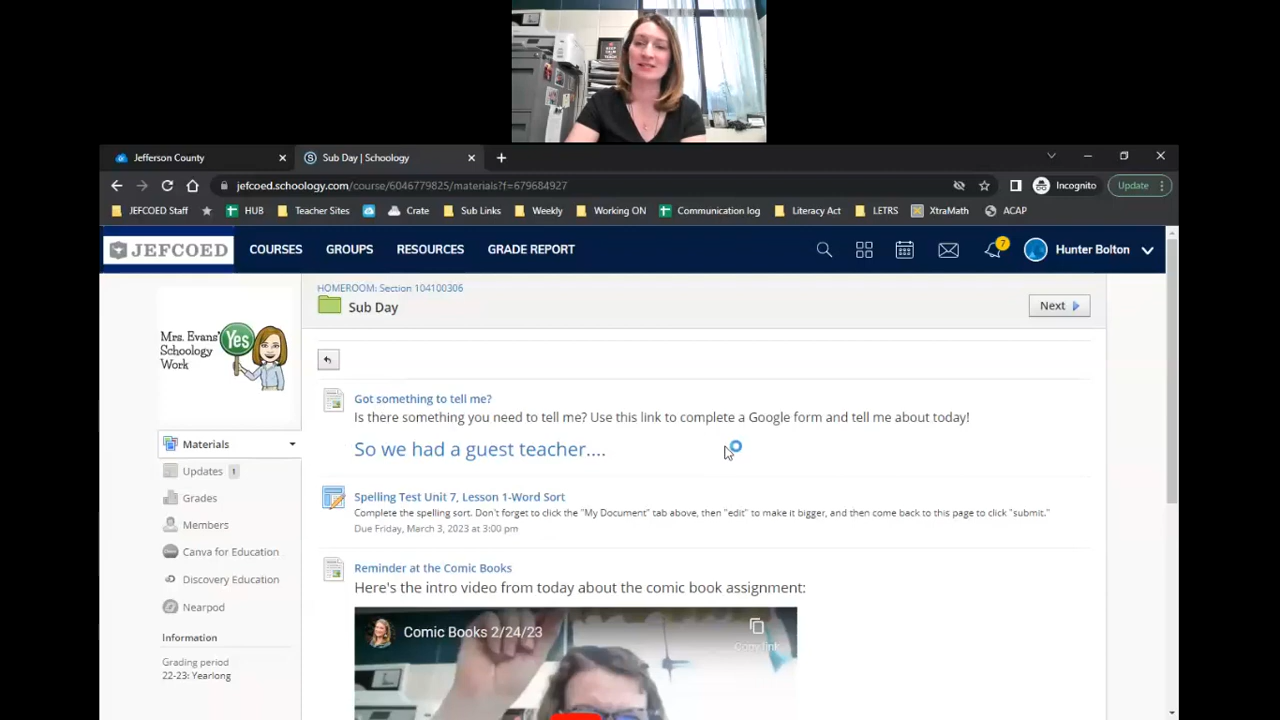 Jefferson County
Sub Day | Schoology
jefcoed.schoology.com/course/6046779825/materials?f=679684927
Incognito
Update
JEFCOED Staff
HUB
Teacher Sites
Crate
Sub Links
Weekly
Working ON
Communication log
Literacy Act
LETRS
XtraMath
ACAP
JEFCOED
COURSES
GROUPS
RESOURCES
GRADE REPORT
7
Hunter Bolton
HOMEROOM: Section 104100306
Sub Day
Next
Mrs. Evans'
Schoology
Work
Yes
Materials
Updates 1
Grades
Members
Canva for Education
Discovery Education
Nearpod
Information
Grading period
22-23: Yearlong
Got something to tell me?
Is there something you need to tell me? Use this link to complete a Google form and tell me about today!
So we had a guest teacher....
Spelling Test Unit 7, Lesson 1-Word Sort
Complete the spelling sort. Don't forget to click the "My Document" tab above, then "edit" to make it bigger, and then come back to this page to click "submit."
Due Friday, March 3, 2023 at 3:00 pm
Reminder at the Comic Books
Here's the intro video from today about the comic book assignment:
Comic Books 2/24/23
Copy link